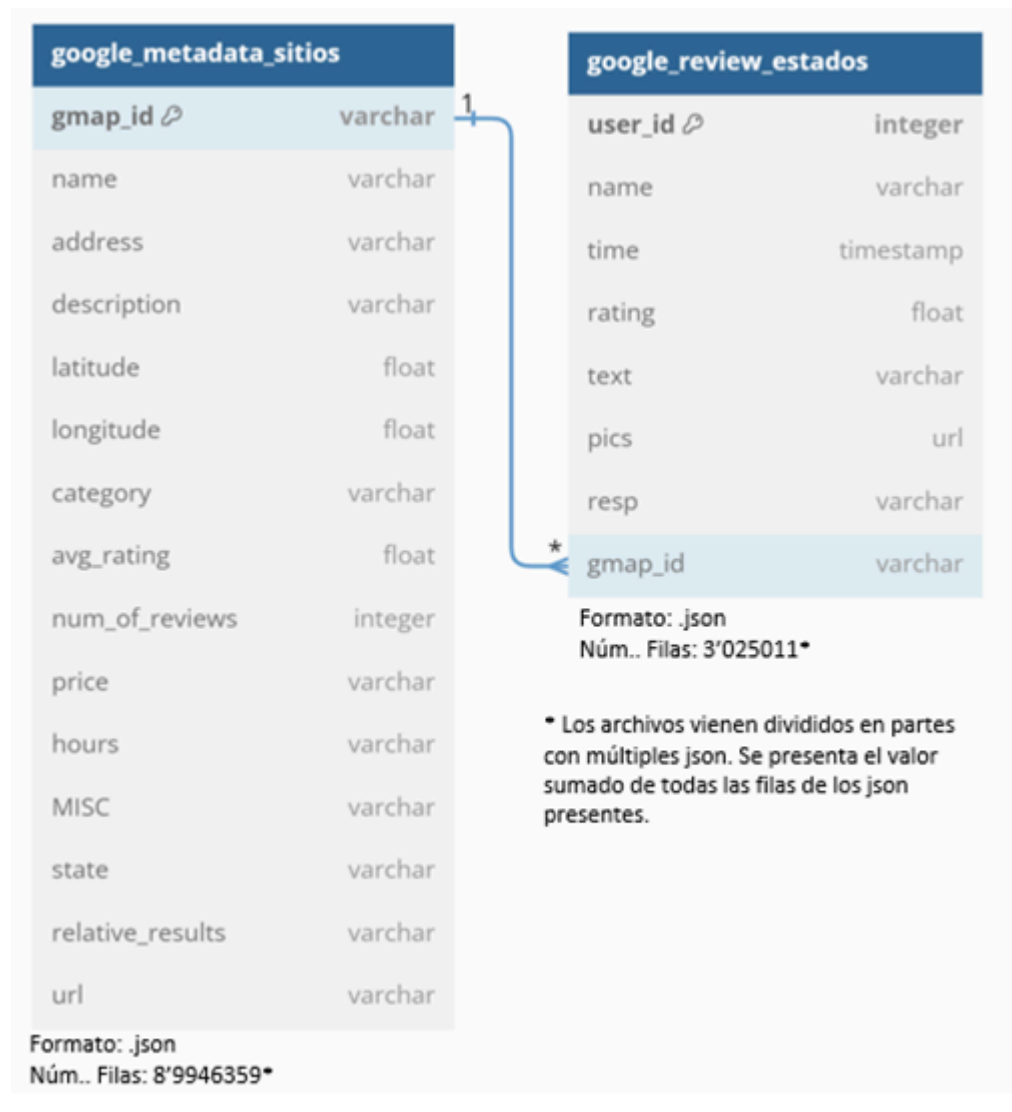 google_metadata_sitios
gmap_id varchar
name varchar
address varchar
description varchar
latitude float
longitude float
category varchar
avg_rating float
num_of_reviews integer
price varchar
hours varchar
MISC varchar
state varchar
relative_results varchar
url varchar
Formato: .json
Núm.. Filas: 8’9946359*
1
*
google_review_estados
user_id integer
name varchar
time timestamp
rating float
text varchar
pics url
resp varchar
gmap_id varchar
Formato: .json
Núm.. Filas: 3’025011*
* Los archivos vienen divididos en partes
con múltiples json. Se presenta el valor
sumado de todas las filas de los json
presentes.